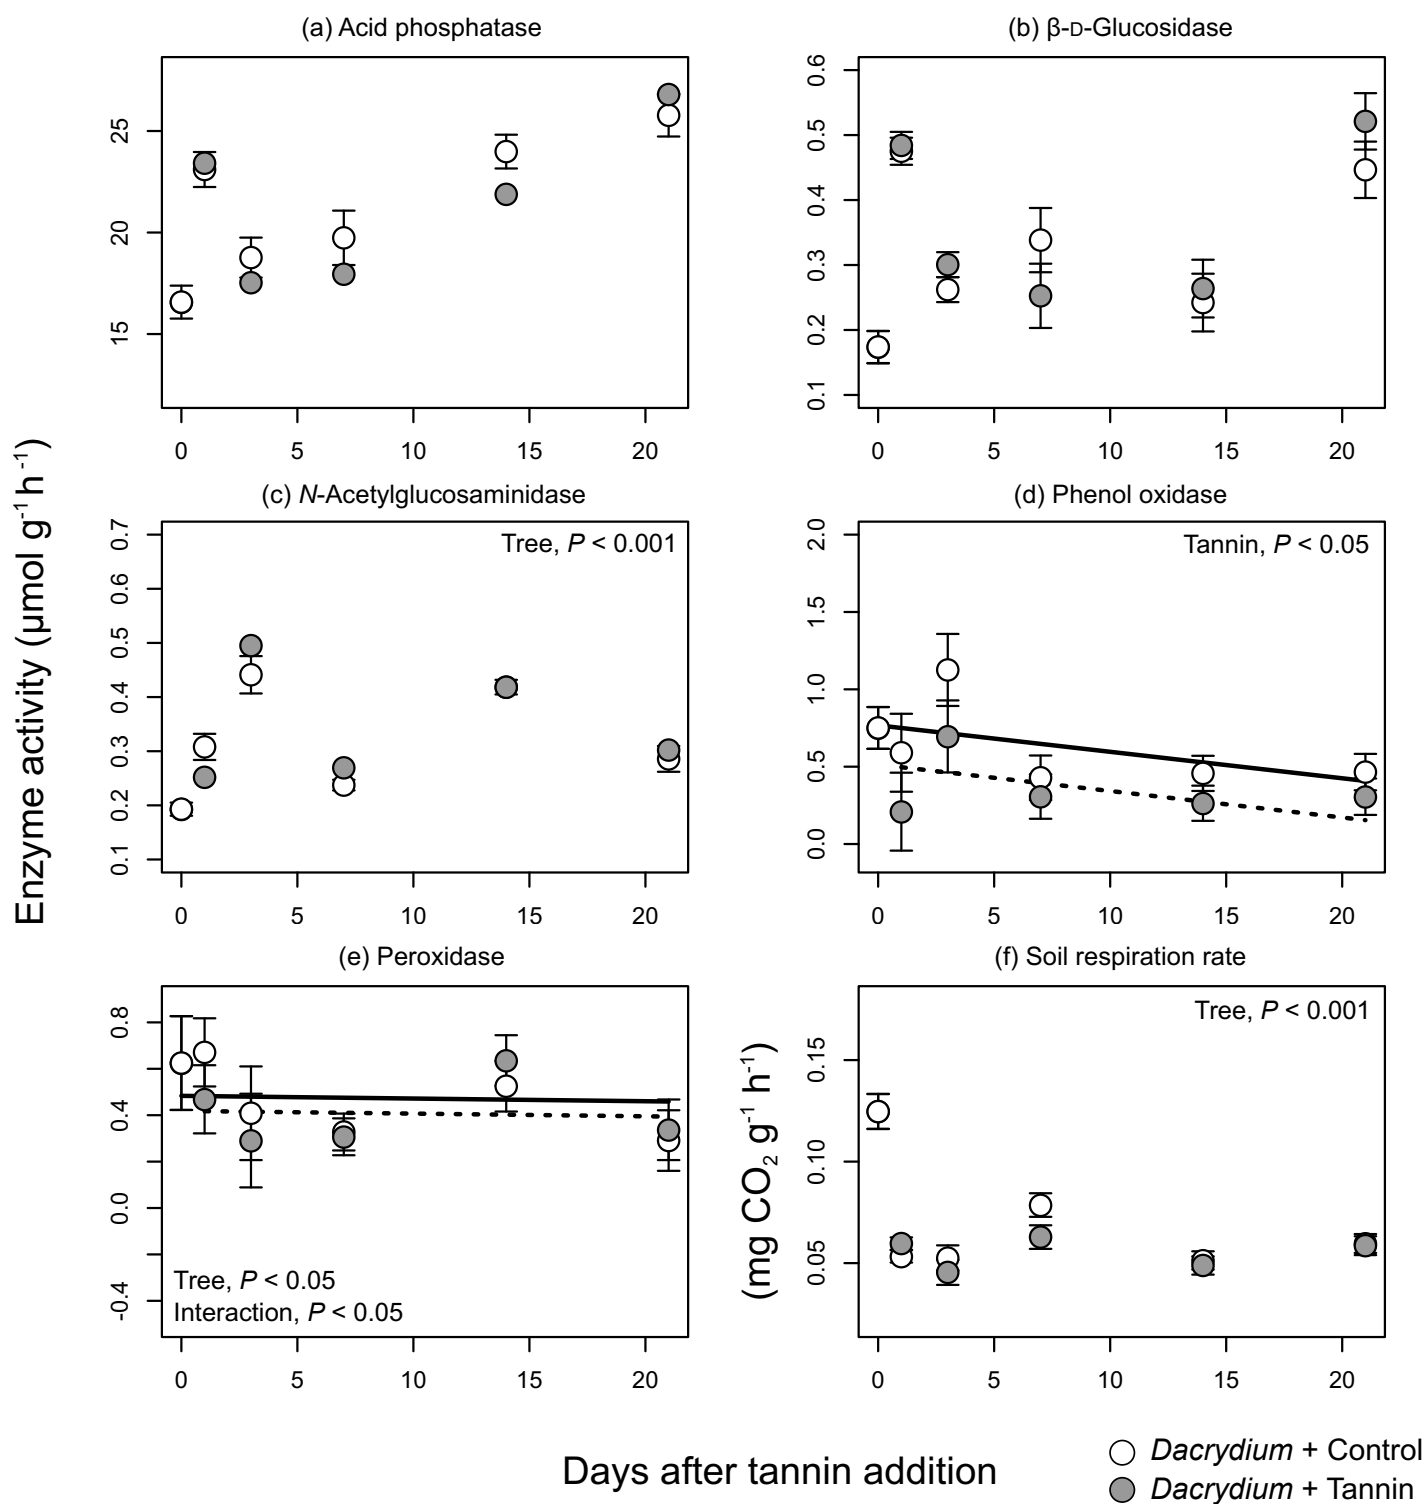 (a) Acid phosphatase
25
20
15
0 5 10 15 20
(b) β-D-Glucosidase
0.6
0.5
0.4
0.3
0.2
0.1
0 5 10 15 20
Enzyme activity (µmol g⁻¹ h⁻¹)
(c) N-Acetylglucosaminidase
Tree, P < 0.001
0.7
0.6
0.5
0.4
0.3
0.2
0.1
0 5 10 15 20
(d) Phenol oxidase
Tannin, P < 0.05
2.0
1.5
1.0
0.5
0.0
0 5 10 15 20
(e) Peroxidase
0.8
0.4
0.0
-0.4
Tree, P < 0.05
Interaction, P < 0.05
0 5 10 15 20
(f) Soil respiration rate
Tree, P < 0.001
(mg CO₂ g⁻¹ h⁻¹)
0.15
0.10
0.05
0 5 10 15 20
Days after tannin addition
Dacrydium + Control
Dacrydium + Tannin